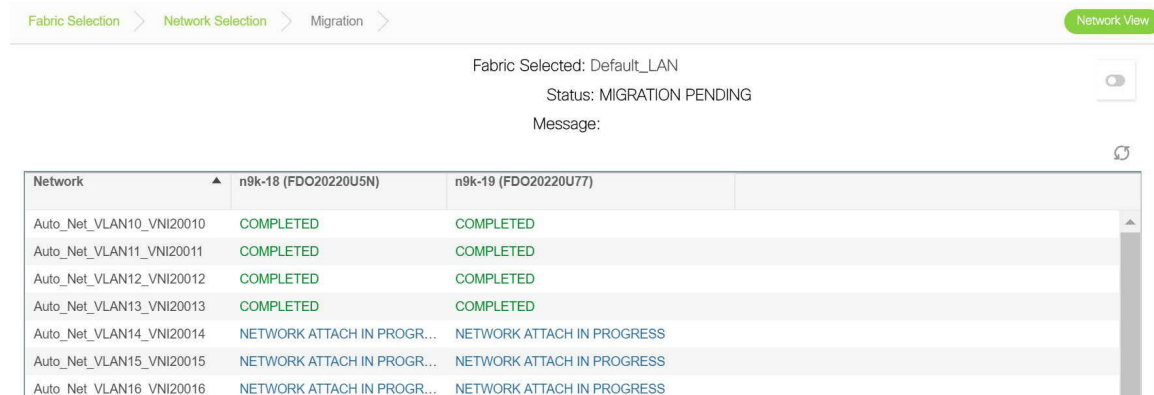 Fabric Selection Network Selection Migration Network View
Fabric Selected: Default_LAN
Status: MIGRATION PENDING
Message:
Network n9k-18 (FDO20220U5N) n9k-19 (FDO20220U77)
Auto_Net_VLAN10_VNI20010 COMPLETED COMPLETED
Auto_Net_VLAN11_VNI20011 COMPLETED COMPLETED
Auto_Net_VLAN12_VNI20012 COMPLETED COMPLETED
Auto_Net_VLAN13_VNI20013 COMPLETED COMPLETED
Auto_Net_VLAN14_VNI20014 NETWORK ATTACH IN PROGR... NETWORK ATTACH IN PROGRESS
Auto_Net_VLAN15_VNI20015 NETWORK ATTACH IN PROGR... NETWORK ATTACH IN PROGRESS
Auto_Net_VLAN16_VNI20016 NETWORK ATTACH IN PROGR... NETWORK ATTACH IN PROGRESS